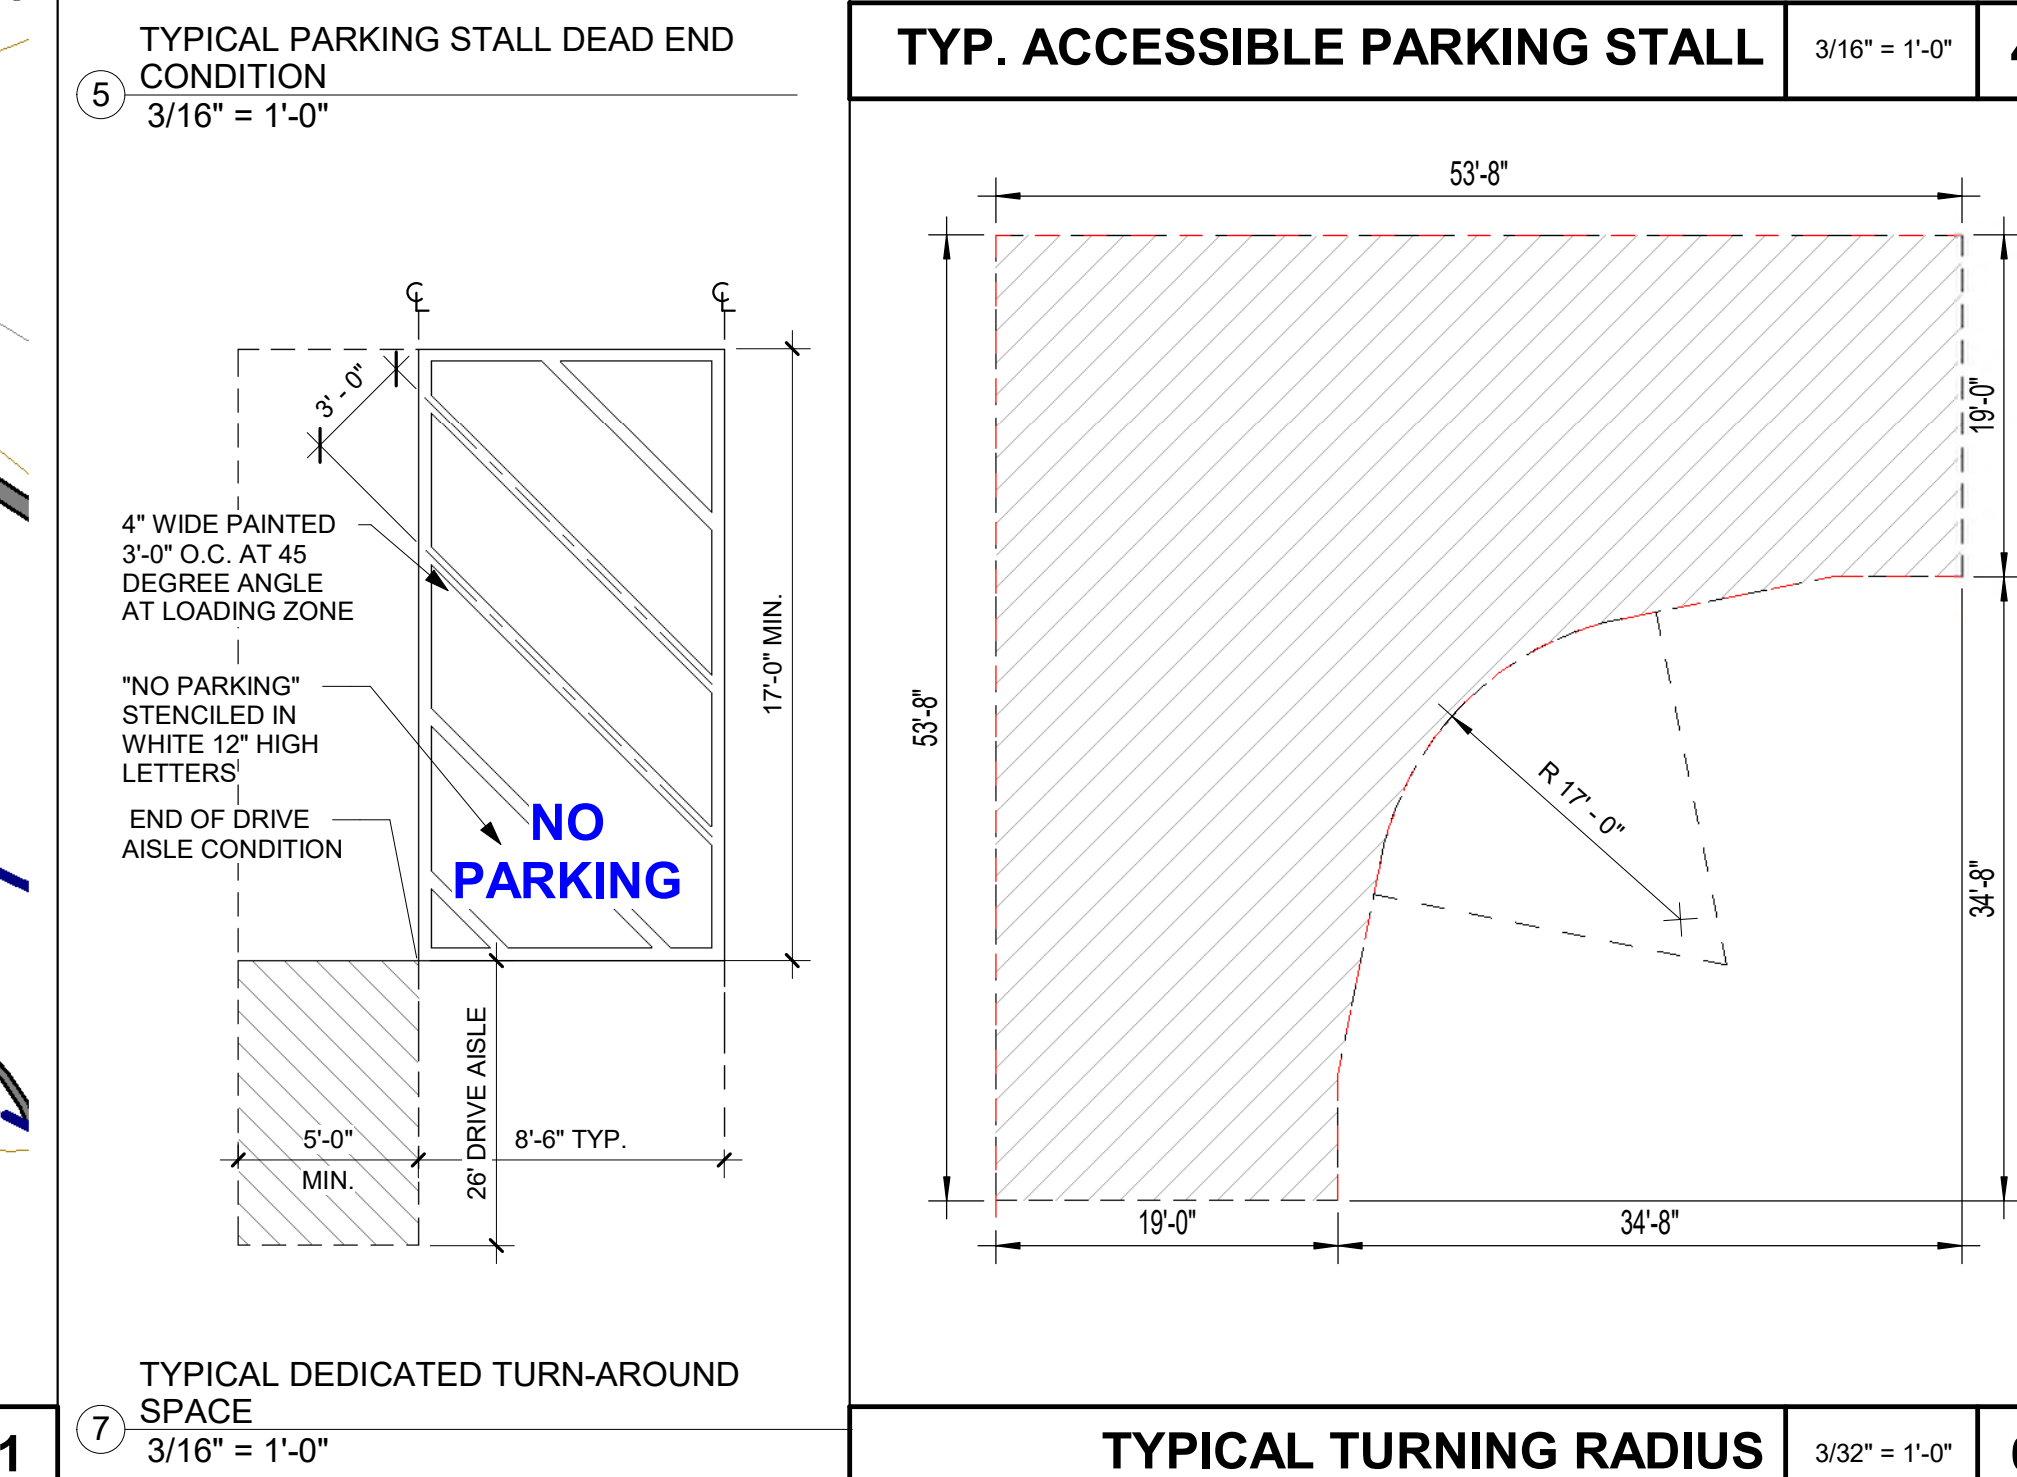 TYPICAL PARKING STALL DEAD END
CONDITION
5
3/16" = 1'-0"
TYP. ACCESSIBLE PARKING STALL
3/16" = 1'-0"
℄
℄
3' - 0"
4" WIDE PAINTED
3'-0" O.C. AT 45
DEGREE ANGLE
AT LOADING ZONE
"NO PARKING"
STENCILED IN
WHITE 12" HIGH
LETTERS
END OF DRIVE
AISLE CONDITION
17'-0" MIN.
NO
PARKING
26' DRIVE AISLE
5'-0"
MIN.
8'-6" TYP.
53'-8"
53'-8"
19'-0"
34'-8"
R 17' - 0"
19'-0"
34'-8"
TYPICAL DEDICATED TURN-AROUND
SPACE
7
3/16" = 1'-0"
1
TYPICAL TURNING RADIUS
3/32" = 1'-0"